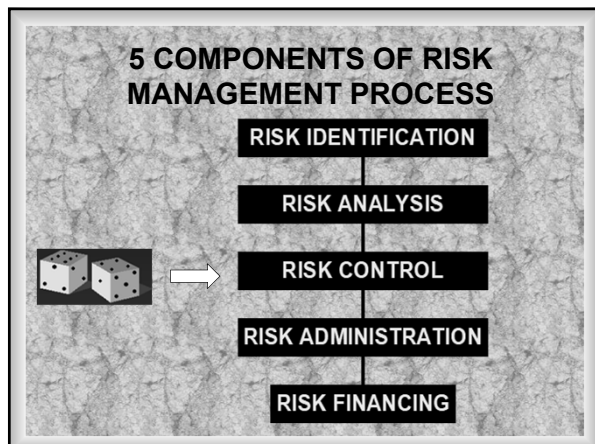 5 COMPONENTS OF RISK
MANAGEMENT PROCESS
RISK IDENTIFICATION
RISK ANALYSIS
RISK CONTROL
RISK ADMINISTRATION
RISK FINANCING